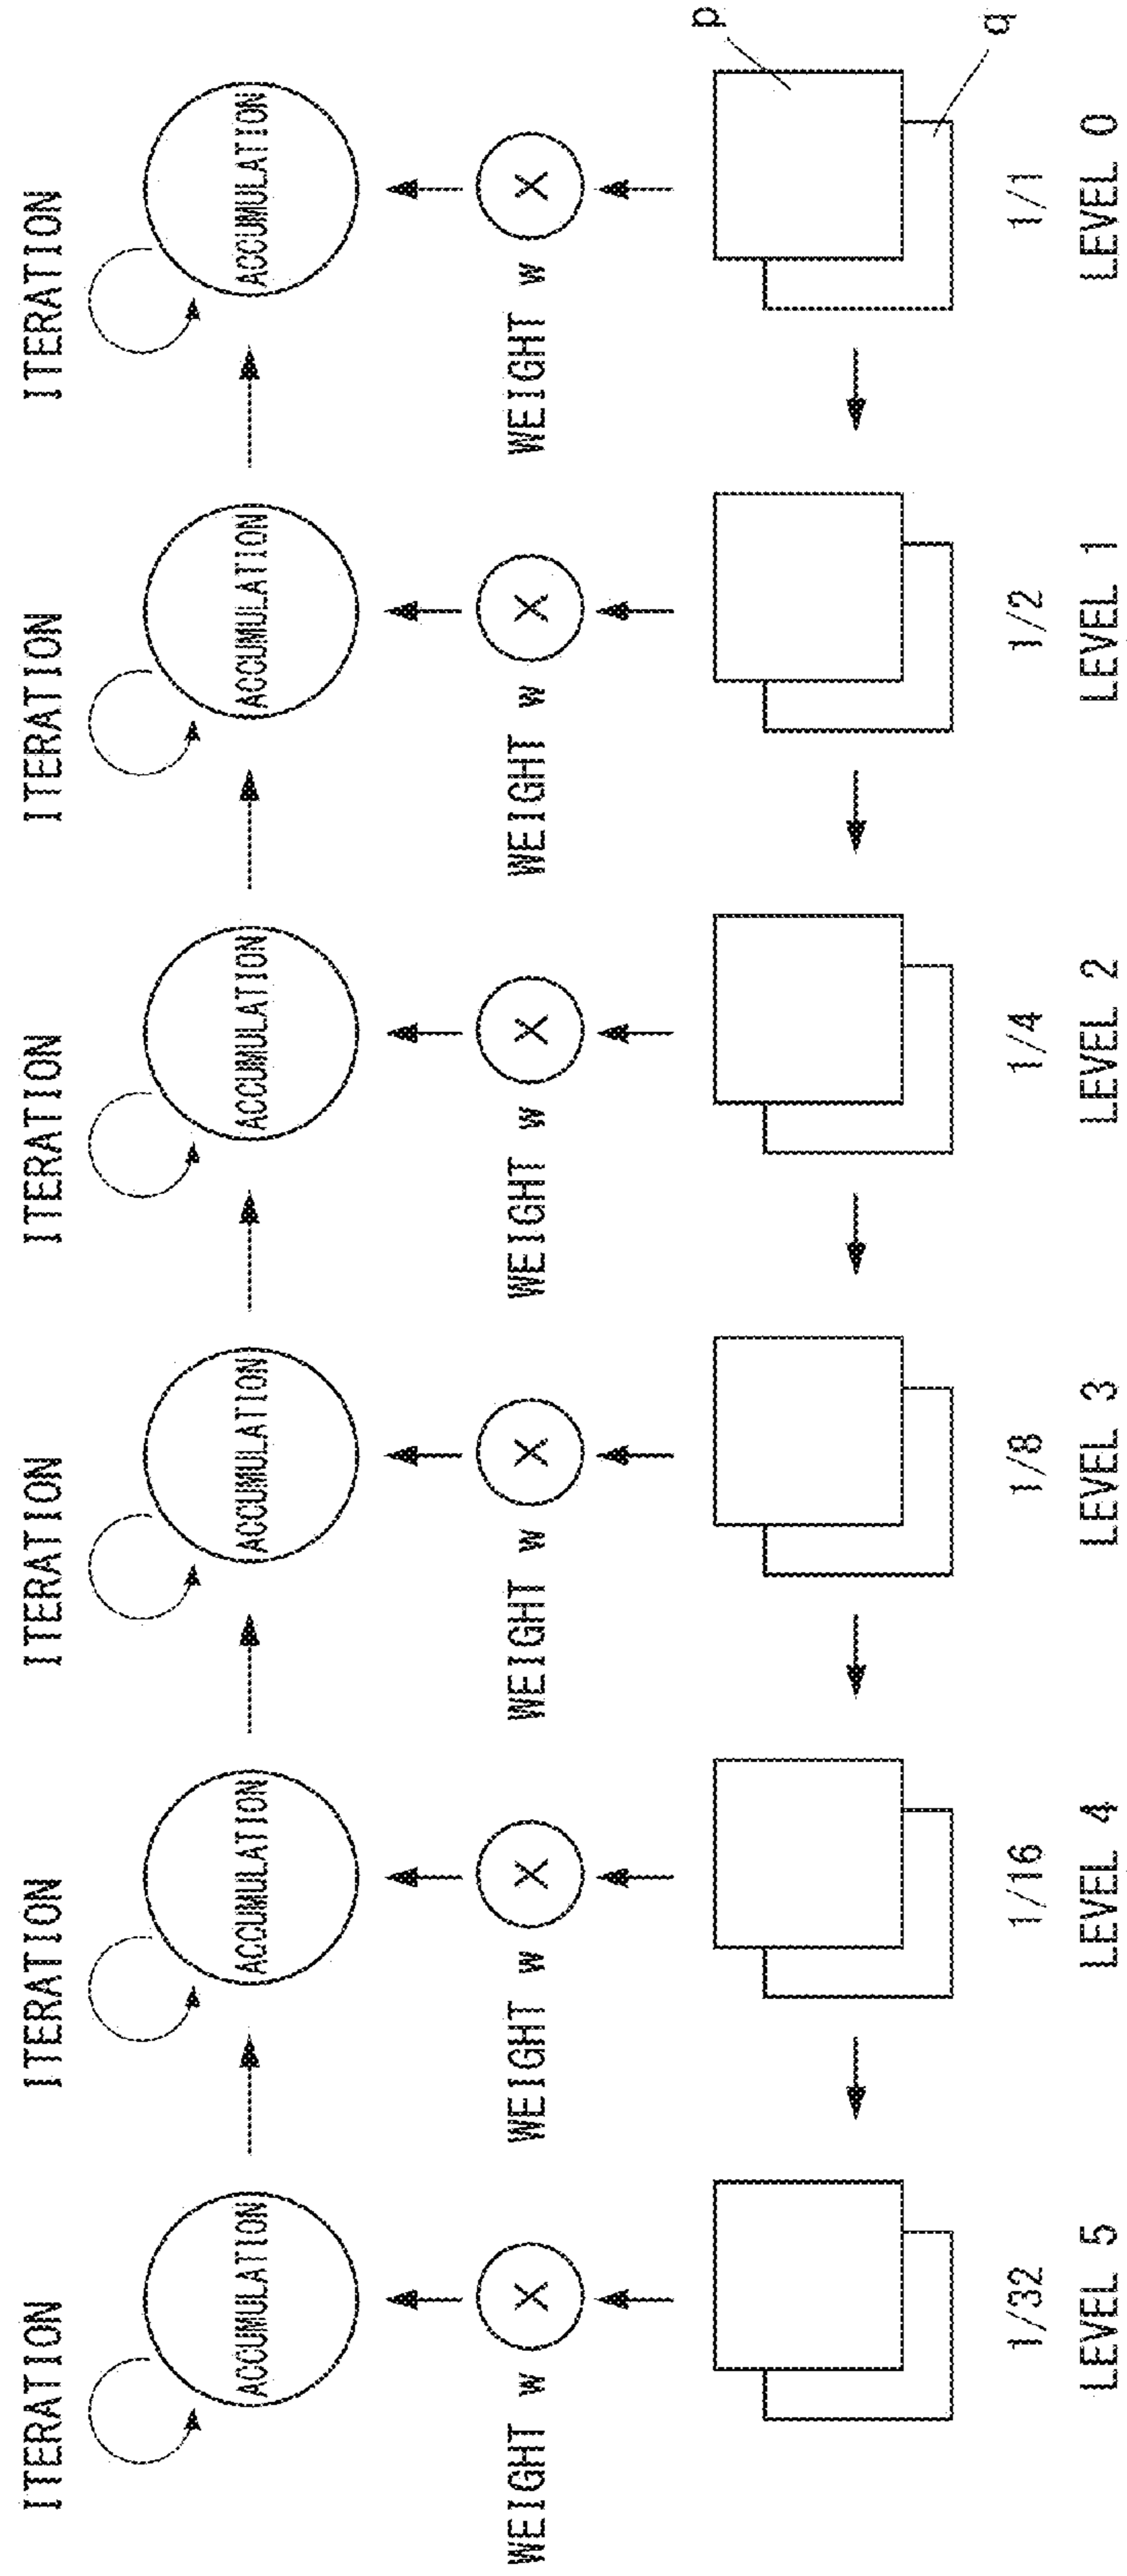 ITERATION ITERATION ITERATION ITERATION ITERATION ITERATION
ACCUMULATION ACCUMULATION ACCUMULATION ACCUMULATION ACCUMULATION ACCUMULATION
WEIGHT w X WEIGHT w X WEIGHT w X WEIGHT w X WEIGHT w X WEIGHT w X
p
q
1/32 1/16 1/8 1/4 1/2 1/1
LEVEL 5 LEVEL 4 LEVEL 3 LEVEL 2 LEVEL 1 LEVEL 0